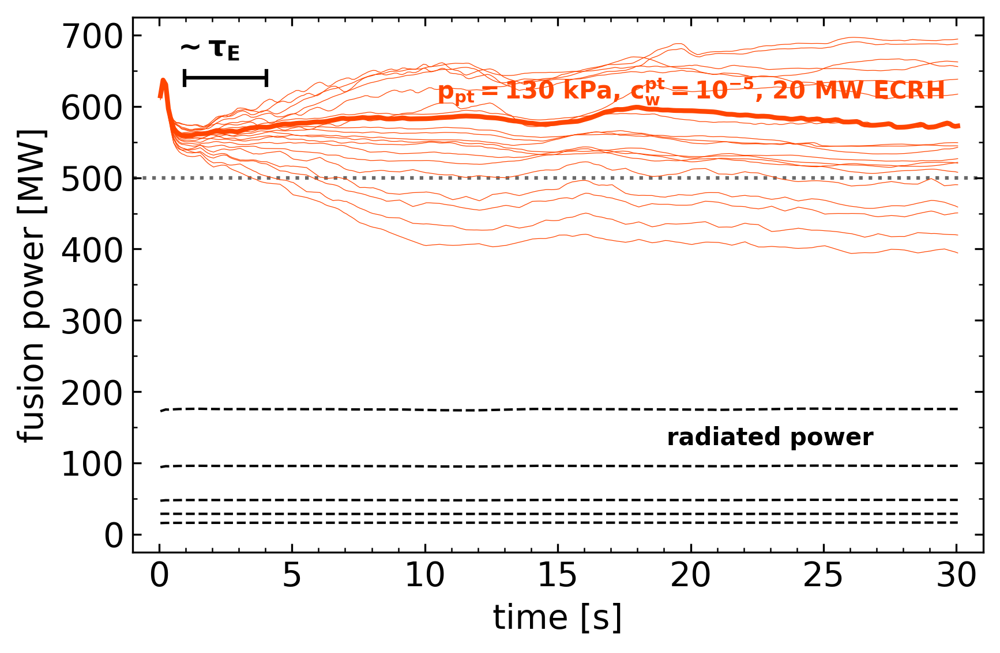 700
600
500
400
300
200
100
0
fusion power [MW]
~ τE
ppt = 130 kPa, cwpt = 10−5, 20 MW ECRH
radiated power
0 5 10 15 20 25 30
time [s]